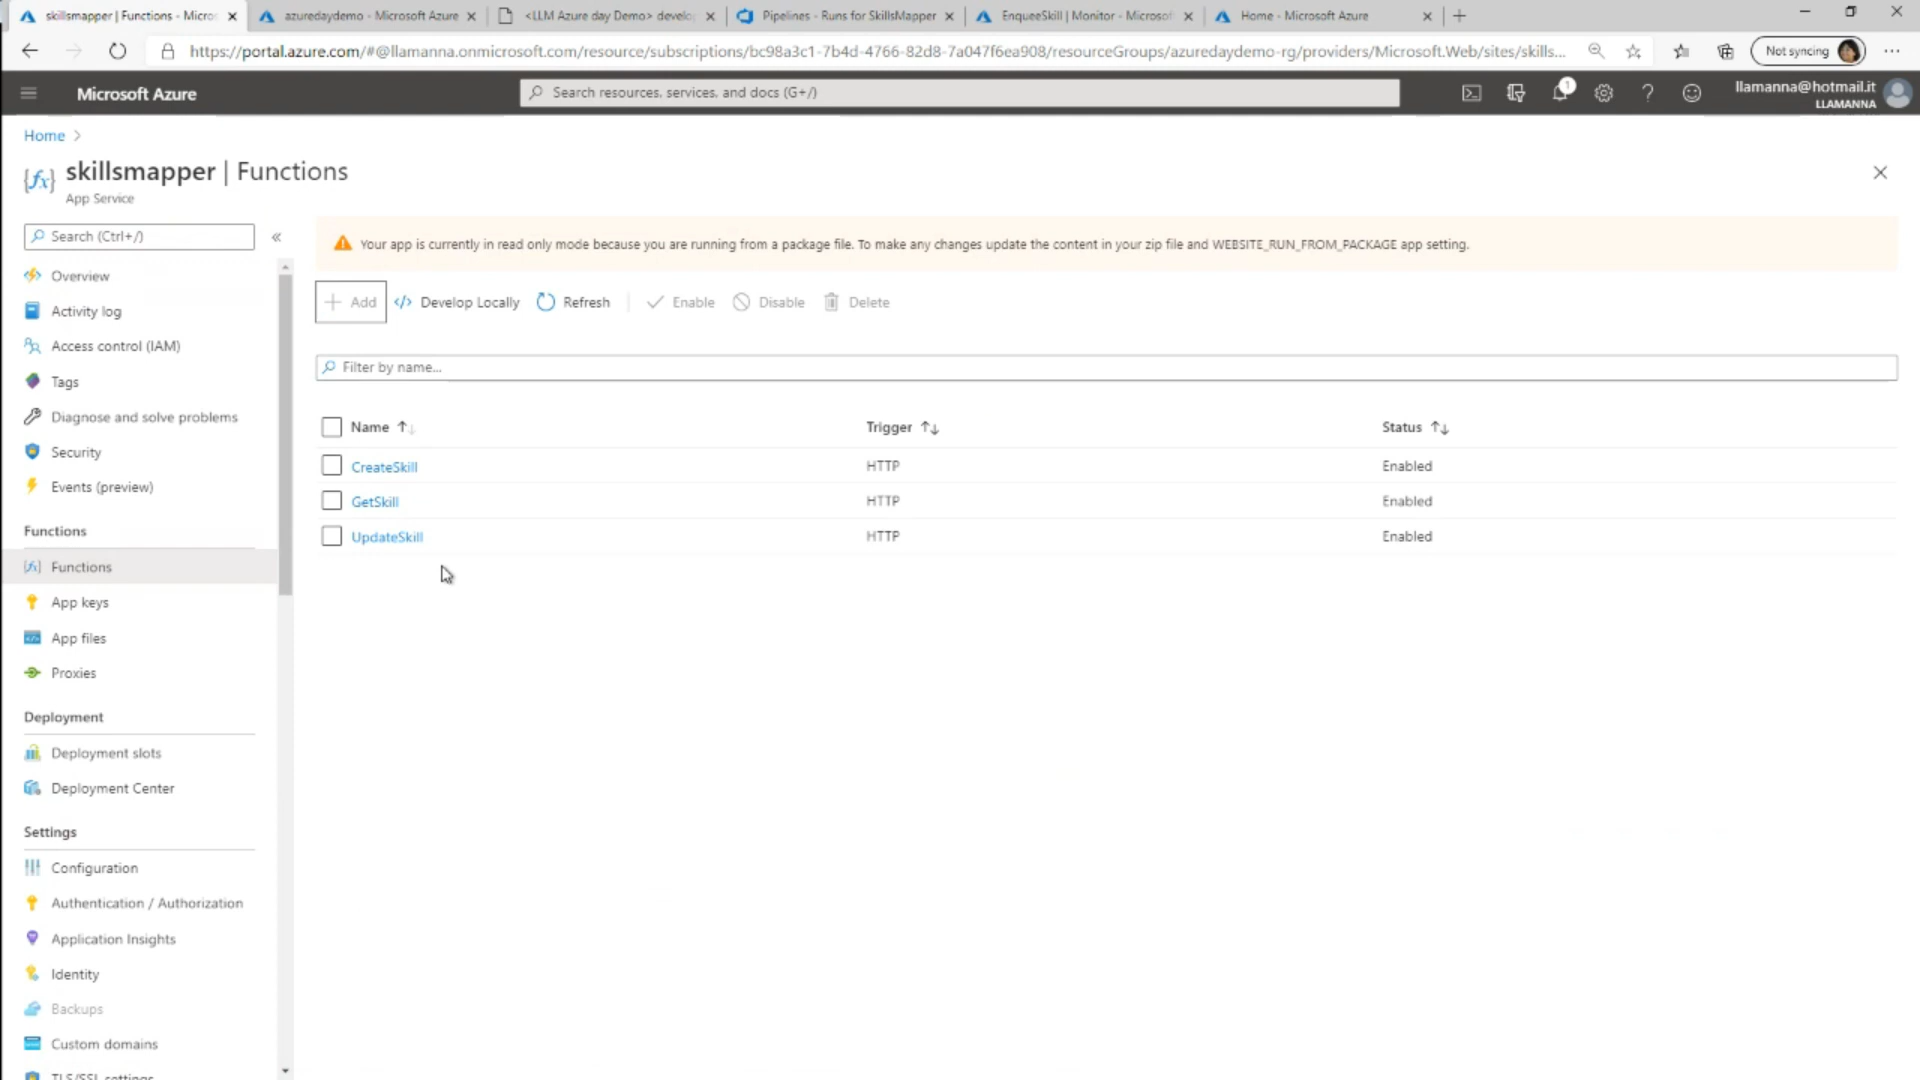 skillsmapper | Functions - Micros
azuredaydemo - Microsoft Azure
<LLM Azure day Demo> develo
Pipelines - Runs for SkillsMapper
EnqueeSkill | Monitor - Microsof
Home - Microsoft Azure
https://portal.azure.com/#@llamanna.onmicrosoft.com/resource/subscriptions/bc98a3c1-7b4d-4766-82d8-7a047f6ea908/resourceGroups/azuredaydemo-rg/providers/Microsoft.Web/sites/skills...
Not syncing
Microsoft Azure
Search resources, services, and docs (G+/)
1
llamanna@hotmail.it
LLAMANNA
Home >
skillsmapper | Functions
App Service
Search (Ctrl+/)
Overview
Activity log
Access control (IAM)
Tags
Diagnose and solve problems
Security
Events (preview)
Functions
Functions
App keys
App files
Proxies
Deployment
Deployment slots
Deployment Center
Settings
Configuration
Authentication / Authorization
Application Insights
Identity
Backups
Custom domains
TLS/SSL settings
Your app is currently in read only mode because you are running from a package file. To make any changes update the content in your zip file and WEBSITE_RUN_FROM_PACKAGE app setting.
Add Develop Locally Refresh Enable Disable Delete
Filter by name...
Name Trigger Status
CreateSkill HTTP Enabled
GetSkill HTTP Enabled
UpdateSkill HTTP Enabled